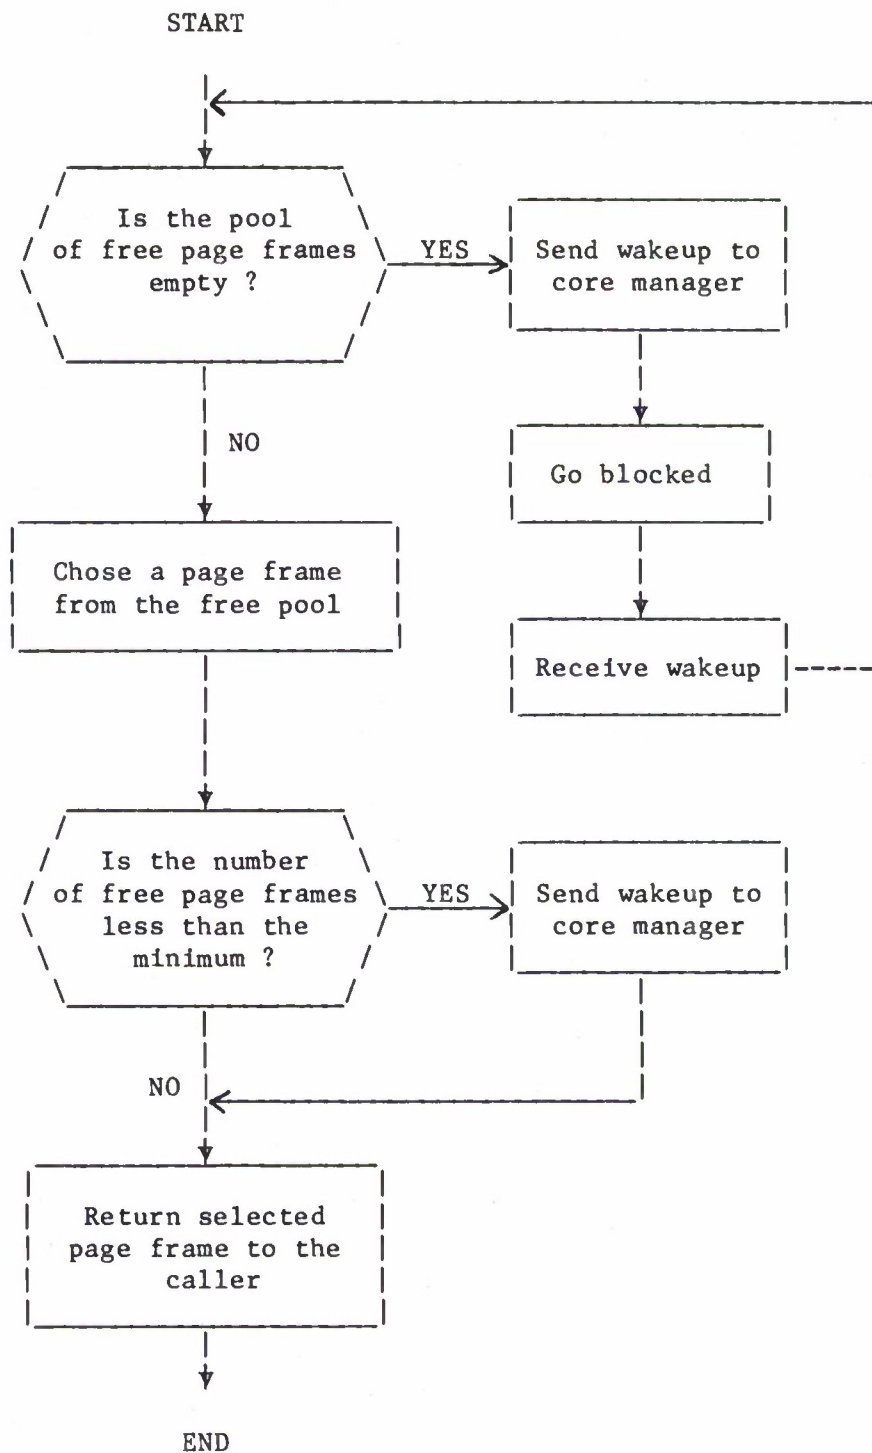 START
Is the pool
of free page frames
empty ?
YES
Send wakeup to
core manager
NO
Go blocked
Chose a page frame
from the free pool
Receive wakeup
Is the number
of free page frames
less than the
minimum ?
YES
Send wakeup to
core manager
NO
Return selected
page frame to the
caller
END